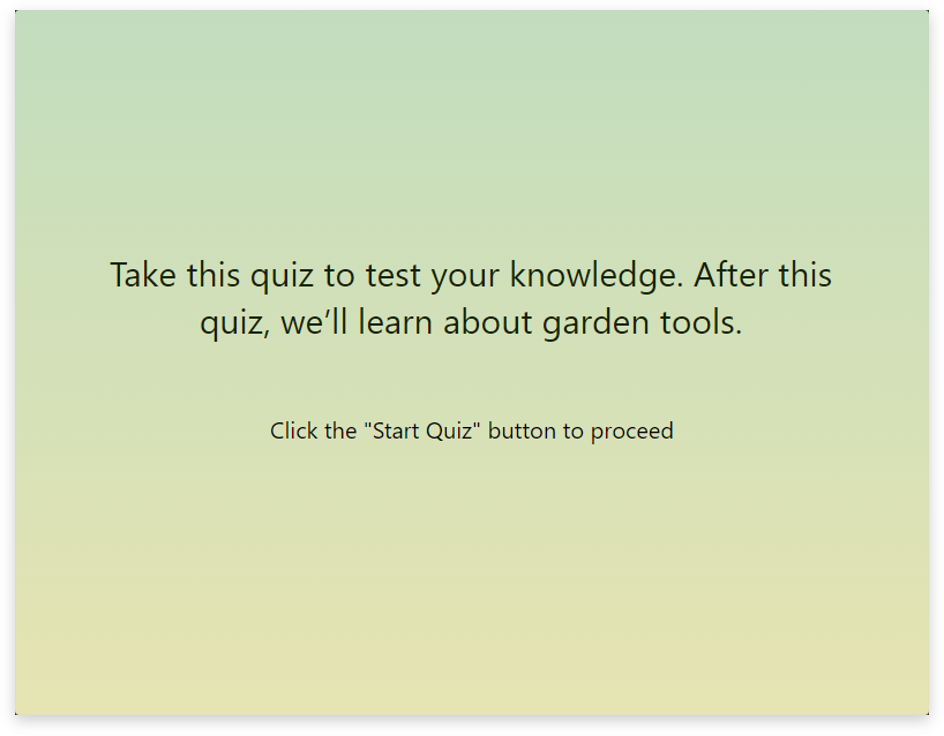 Take this quiz to test your knowledge. After this
quiz, we’ll learn about garden tools.
Click the "Start Quiz" button to proceed